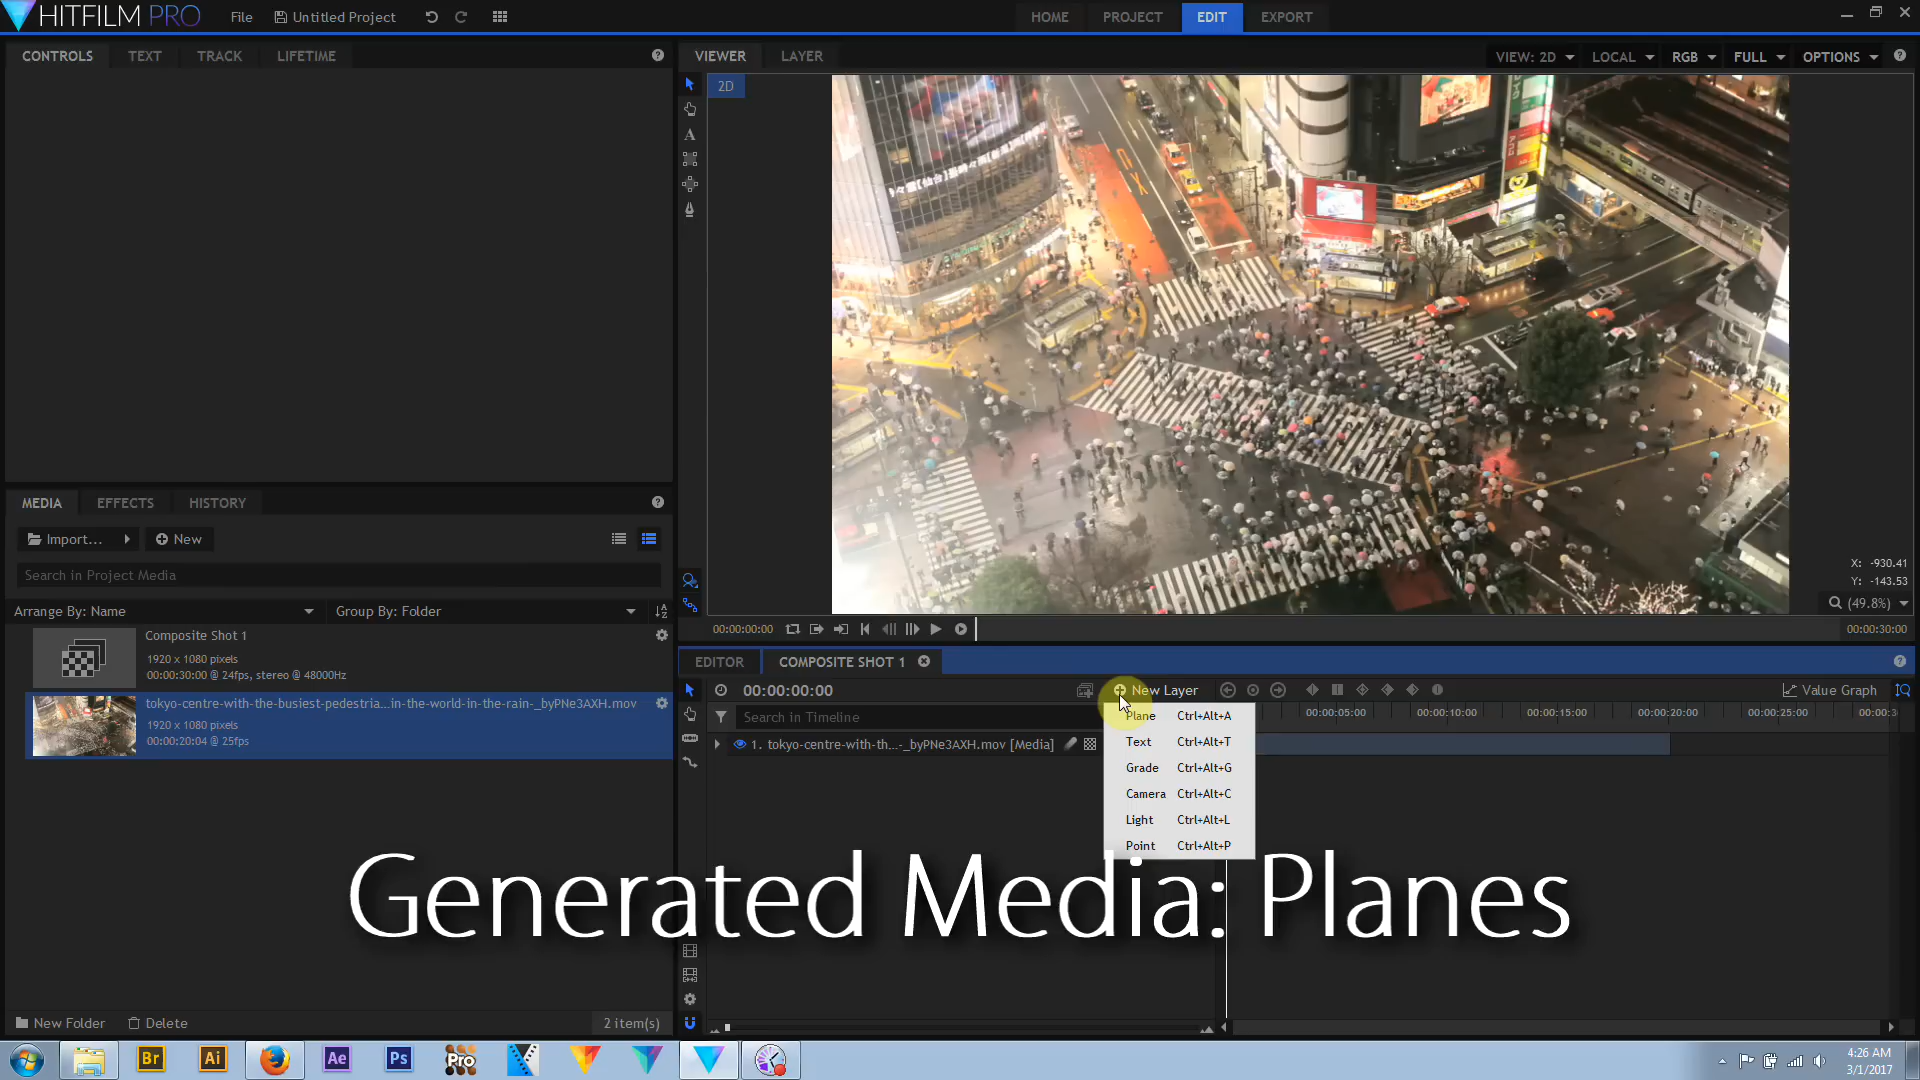 HITFILM PRO
File
Untitled Project
HOME
PROJECT
EDIT
EXPORT
CONTROLS
TEXT
TRACK
LIFETIME
VIEWER
LAYER
VIEW: 2D
LOCAL
RGB
FULL
OPTIONS
2D
Panasonic
X: -930.41
Y: -143.53
(49.8%)
00:00:00:00
00:00:30:00
MEDIA
EFFECTS
HISTORY
Import...
New
Search in Project Media
Arrange By: Name
Group By: Folder
Composite Shot 1
1920 x 1080 pixels
00:00:30:00 @ 24fps, stereo @ 48000Hz
tokyo-centre-with-the-busiest-pedestria...in-the-world-in-the-rain-_byPNe3AXH.mov
1920 x 1080 pixels
00:00:20:04 @ 25fps
New Folder
Delete
2 item(s)
EDITOR
COMPOSITE SHOT 1
00:00:00:00
New Layer
Value Graph
Search in Timeline
00:00:05:00
00:00:10:00
00:00:15:00
00:00:20:00
00:00:25:00
00:00:3
1. tokyo-centre-with-th...-_byPNe3AXH.mov [Media]
Plane Ctrl+Alt+A
Text Ctrl+Alt+T
Grade Ctrl+Alt+G
Camera Ctrl+Alt+C
Light Ctrl+Alt+L
Point Ctrl+Alt+P
Generated Media: Planes
Br
Ai
Ae
Ps
Pro
4:26 AM
3/1/2017